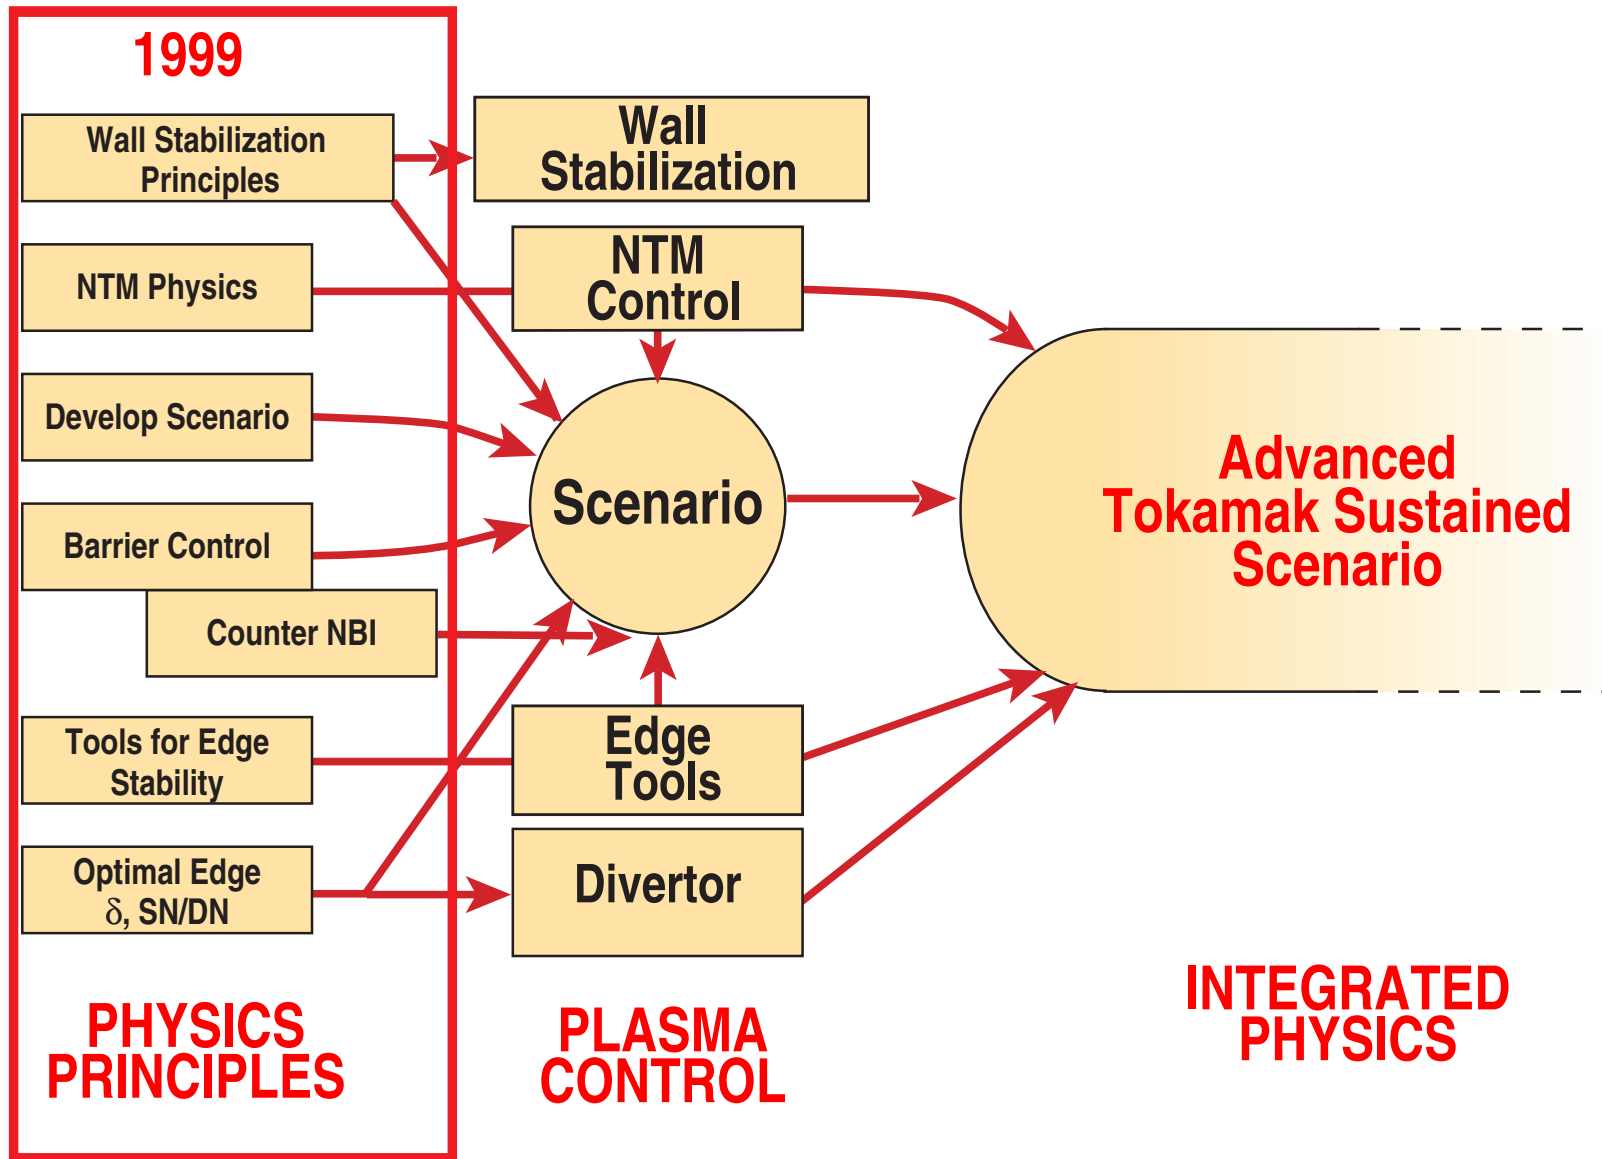 1999
Wall Stabilization
Principles
NTM Physics
Develop Scenario
Barrier Control
Counter NBI
Tools for Edge
Stability
Optimal Edge
δ, SN/DN
PHYSICS
PRINCIPLES
Wall
Stabilization
NTM
Control
Scenario
Edge
Tools
Divertor
PLASMA
CONTROL
Advanced
Tokamak Sustained
Scenario
INTEGRATED
PHYSICS